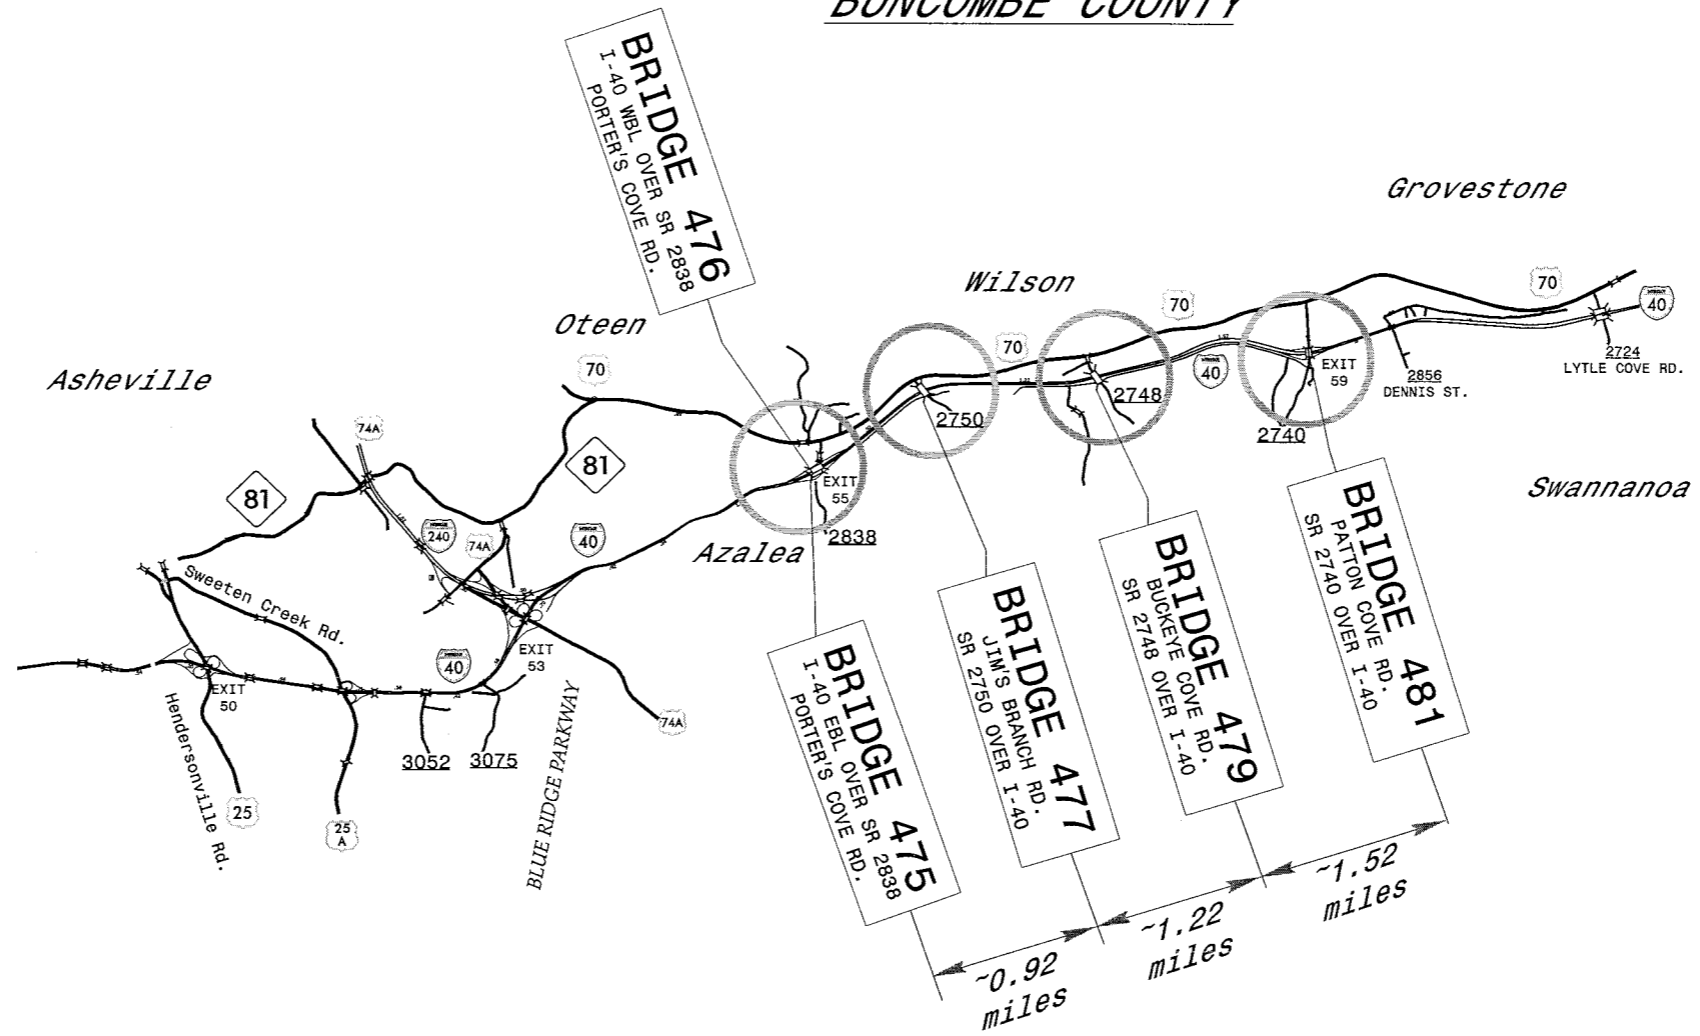 BUNCOMBE COUNTY
BRIDGE 476
I-40 WBL OVER SR 2838
PORTER'S COVE RD.
Grovestone
Wilson
Oteen
Asheville
70
70
70
70
40
2724
LYTLE COVE RD.
EXIT
59
2856
DENNIS ST.
40
2748
2750
2740
74A
81
81
EXIT
55
Swannanoa
240
74A
40
2838
Azalea
Sweeten Creek Rd.
EXIT
53
40
EXIT
50
Hendersonville Rd.
3052
3075
74A
BLUE RIDGE PARKWAY
25
25
A
BRIDGE 475
I-40 EBL OVER SR 2838
PORTER'S COVE RD.
BRIDGE 477
JIM'S BRANCH RD.
SR 2750 OVER I-40
BRIDGE 479
BUCKEYE COVE RD.
SR 2748 OVER I-40
BRIDGE 481
PATTON COVE RD.
SR 2740 OVER I-40
~0.92
miles
~1.22
miles
~1.52
miles